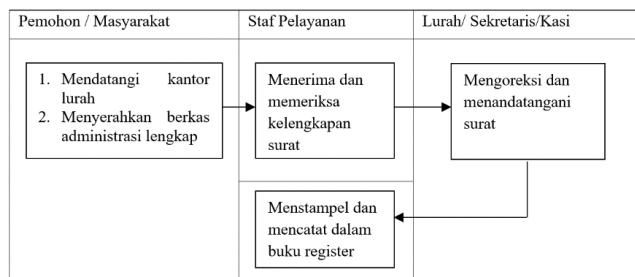 Pemohon / Masyarakat
Staf Pelayanan
Lurah/ Sekretaris/Kasi
1. Mendatangi kantor
lurah
2. Menyerahkan berkas
administrasi lengkap
Menerima dan
memeriksa
kelengkapan
surat
Mengoreksi dan
menandatangani
surat
Menstampel dan
mencatat dalam
buku register